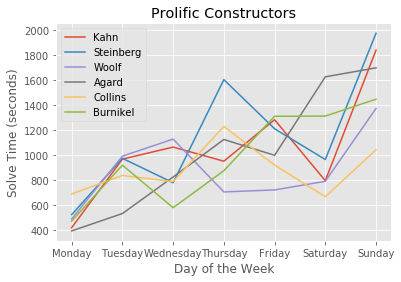 Prolific Constructors
Kahn
Steinberg
Woolf
Agard
Collins
Burnikel
Solve Time (seconds)
2000
1800
1600
1400
1200
1000
800
600
400
Monday Tuesday Wednesday Thursday Friday Saturday Sunday
Day of the Week